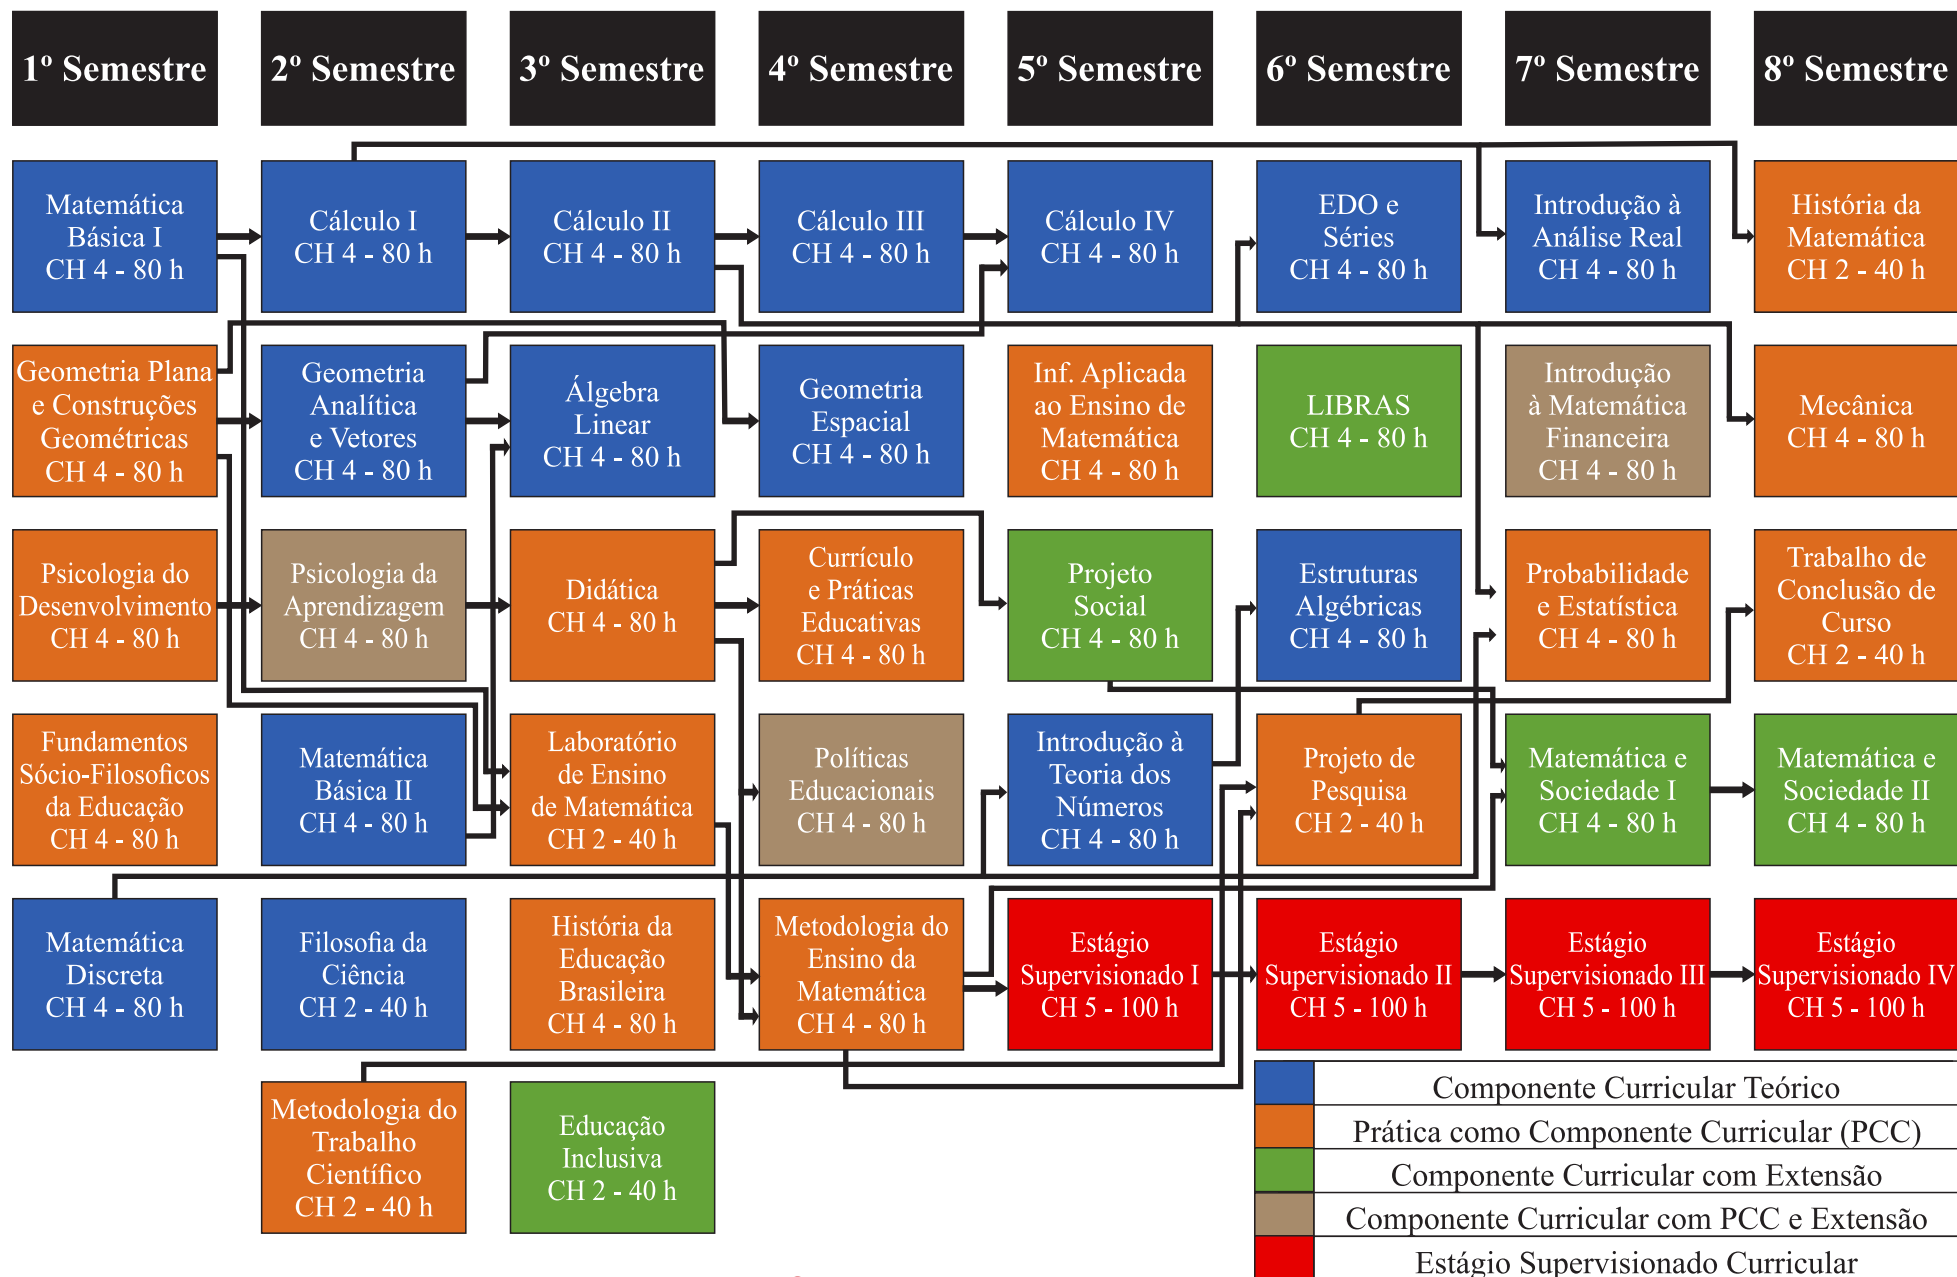 1º Semestre
2º Semestre
3º Semestre
4º Semestre
5º Semestre
6º Semestre
7º Semestre
8º Semestre
Matemática
Básica I
CH 4 - 80 h
Cálculo I
CH 4 - 80 h
Cálculo II
CH 4 - 80 h
Cálculo III
CH 4 - 80 h
Cálculo IV
CH 4 - 80 h
EDO e
Séries
CH 4 - 80 h
Introdução à
Análise Real
CH 4 - 80 h
História da
Matemática
CH 2 - 40 h
Geometria Plana
e Construções
Geométricas
CH 4 - 80 h
Geometria
Analítica
e Vetores
CH 4 - 80 h
Álgebra
Linear
CH 4 - 80 h
Geometria
Espacial
CH 4 - 80 h
Inf. Aplicada
ao Ensino de
Matemática
CH 4 - 80 h
LIBRAS
CH 4 - 80 h
Introdução
à Matemática
Financeira
CH 4 - 80 h
Mecânica
CH 4 - 80 h
Psicologia do
Desenvolvimento
CH 4 - 80 h
Psicologia da
Aprendizagem
CH 4 - 80 h
Didática
CH 4 - 80 h
Currículo
e Práticas
Educativas
CH 4 - 80 h
Projeto
Social
CH 4 - 80 h
Estruturas
Algébricas
CH 4 - 80 h
Probabilidade
e Estatística
CH 4 - 80 h
Trabalho de
Conclusão de
Curso
CH 2 - 40 h
Fundamentos
Sócio-Filosoficos
da Educação
CH 4 - 80 h
Matemática
Básica II
CH 4 - 80 h
Laboratório
de Ensino
de Matemática
CH 2 - 40 h
Políticas
Educacionais
CH 4 - 80 h
Introdução à
Teoria dos
Números
CH 4 - 80 h
Projeto de
Pesquisa
CH 2 - 40 h
Matemática e
Sociedade I
CH 4 - 80 h
Matemática e
Sociedade II
CH 4 - 80 h
Matemática
Discreta
CH 4 - 80 h
Filosofia da
Ciência
CH 2 - 40 h
História da
Educação
Brasileira
CH 4 - 80 h
Metodologia do
Ensino da
Matemática
CH 4 - 80 h
Estágio
Supervisionado I
CH 5 - 100 h
Estágio
Supervisionado II
CH 5 - 100 h
Estágio
Supervisionado III
CH 5 - 100 h
Estágio
Supervisionado IV
CH 5 - 100 h
Metodologia do
Trabalho
Científico
CH 2 - 40 h
Educação
Inclusiva
CH 2 - 40 h
Componente Curricular Teórico
Prática como Componente Curricular (PCC)
Componente Curricular com Extensão
Componente Curricular com PCC e Extensão
Estágio Supervisionado Curricular